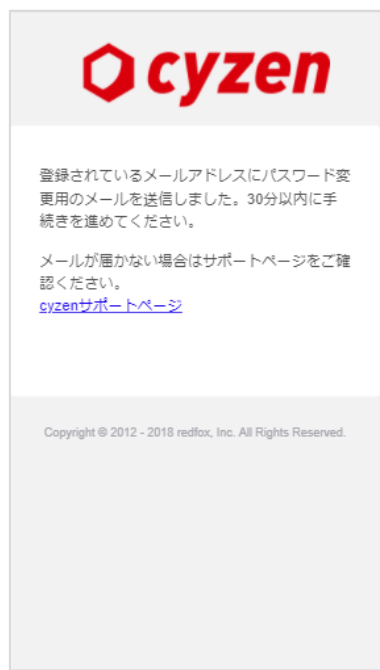 cyzen
登録されているメールアドレスにパスワード変
更用のメールを送信しました。30分以内に手
続きを進めてください。
メールが届かない場合はサポートページをご確
認ください。
cyzenサポートページ
Copyright © 2012 - 2018 redfox, Inc. All Rights Reserved.